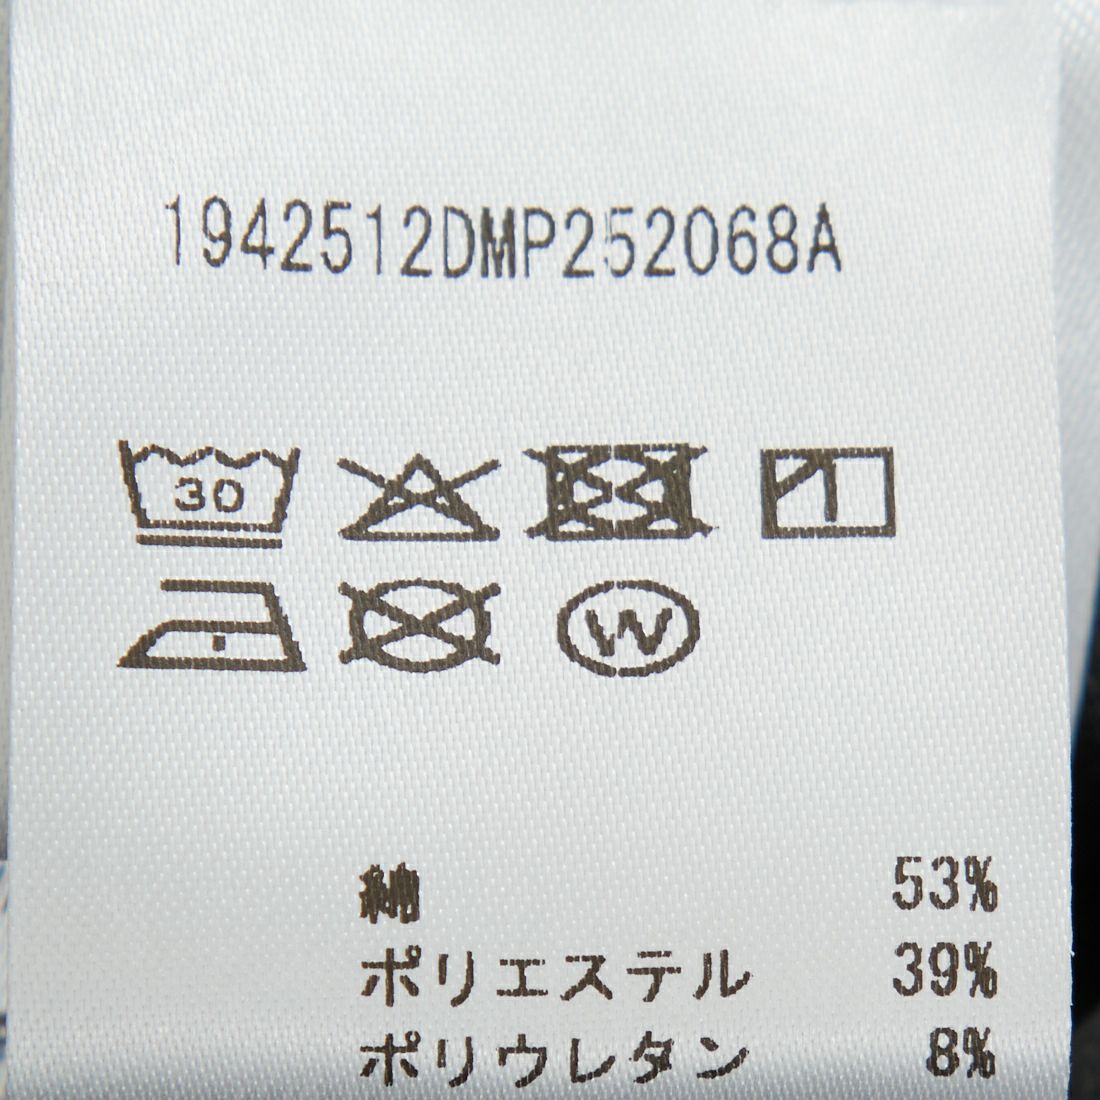 1942512DMP252068A
30
W
綿 53%
ポリエステル 39%
ポリウレタン 8%